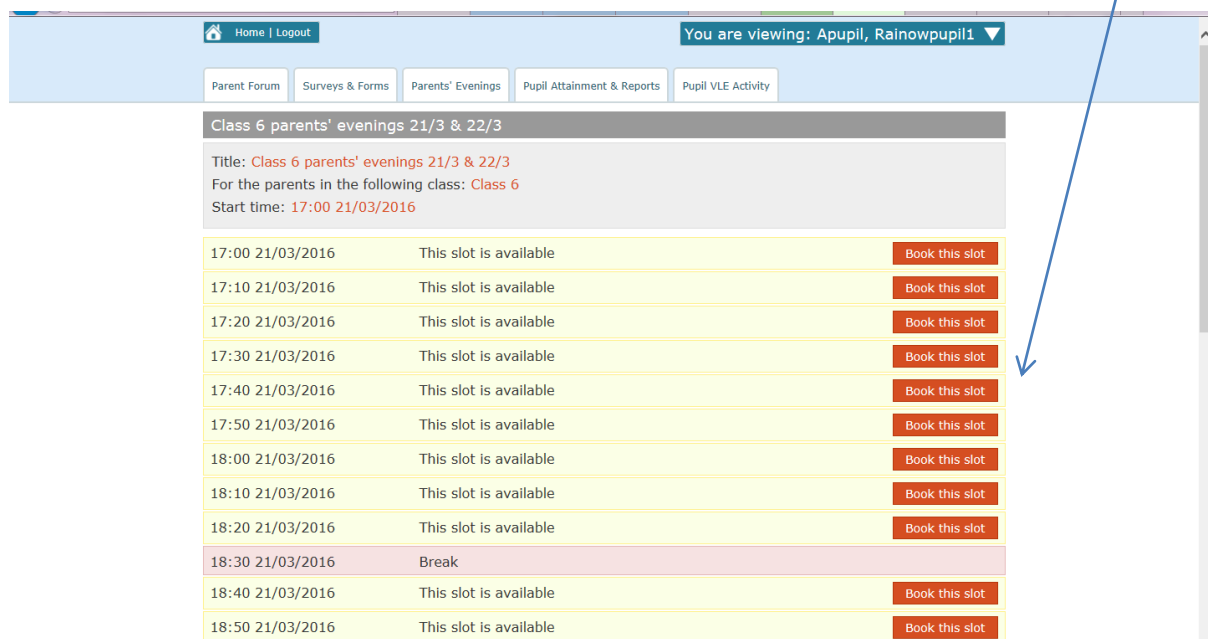 Home | Logout
You are viewing: Apupil, Rainowpupil1
Parent Forum
Surveys & Forms
Parents' Evenings
Pupil Attainment & Reports
Pupil VLE Activity
Class 6 parents' evenings 21/3 & 22/3
Title: Class 6 parents' evenings 21/3 & 22/3
For the parents in the following class: Class 6
Start time: 17:00 21/03/2016
17:00 21/03/2016 This slot is available Book this slot
17:10 21/03/2016 This slot is available Book this slot
17:20 21/03/2016 This slot is available Book this slot
17:30 21/03/2016 This slot is available Book this slot
17:40 21/03/2016 This slot is available Book this slot
17:50 21/03/2016 This slot is available Book this slot
18:00 21/03/2016 This slot is available Book this slot
18:10 21/03/2016 This slot is available Book this slot
18:20 21/03/2016 This slot is available Book this slot
18:30 21/03/2016 Break
18:40 21/03/2016 This slot is available Book this slot
18:50 21/03/2016 This slot is available Book this slot